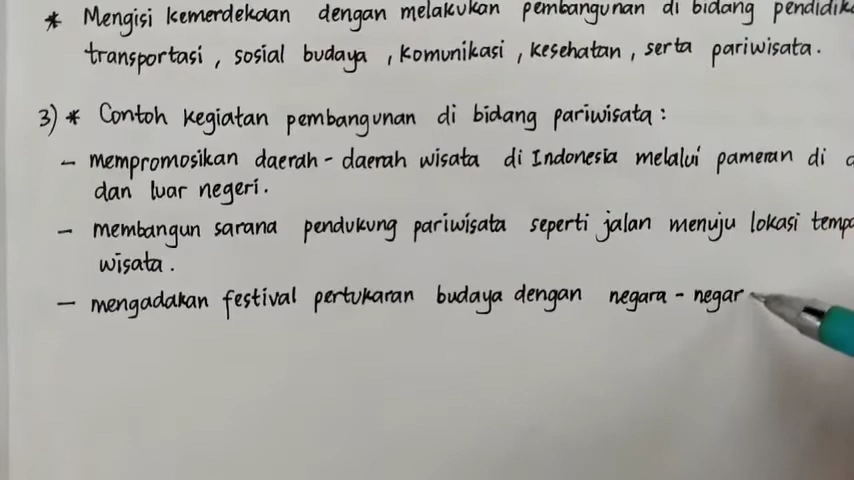 * Mengisi kemerdekaan dengan melakukan pembangunan di bidang
transportasi, sosial budaya, komunikasi, kesehatan, serta pariwisata.
3) * Contoh kegiatan pembangunan di bidang pariwisata:
- mempromosikan daerah-daerah wisata di Indonesia melalui pameran di
dan luar negeri.
- membangun sarana pendukung pariwisata seperti jalan menuju lokasi
wisata.
- mengadakan festival pertukaran budaya dengan negara-negar